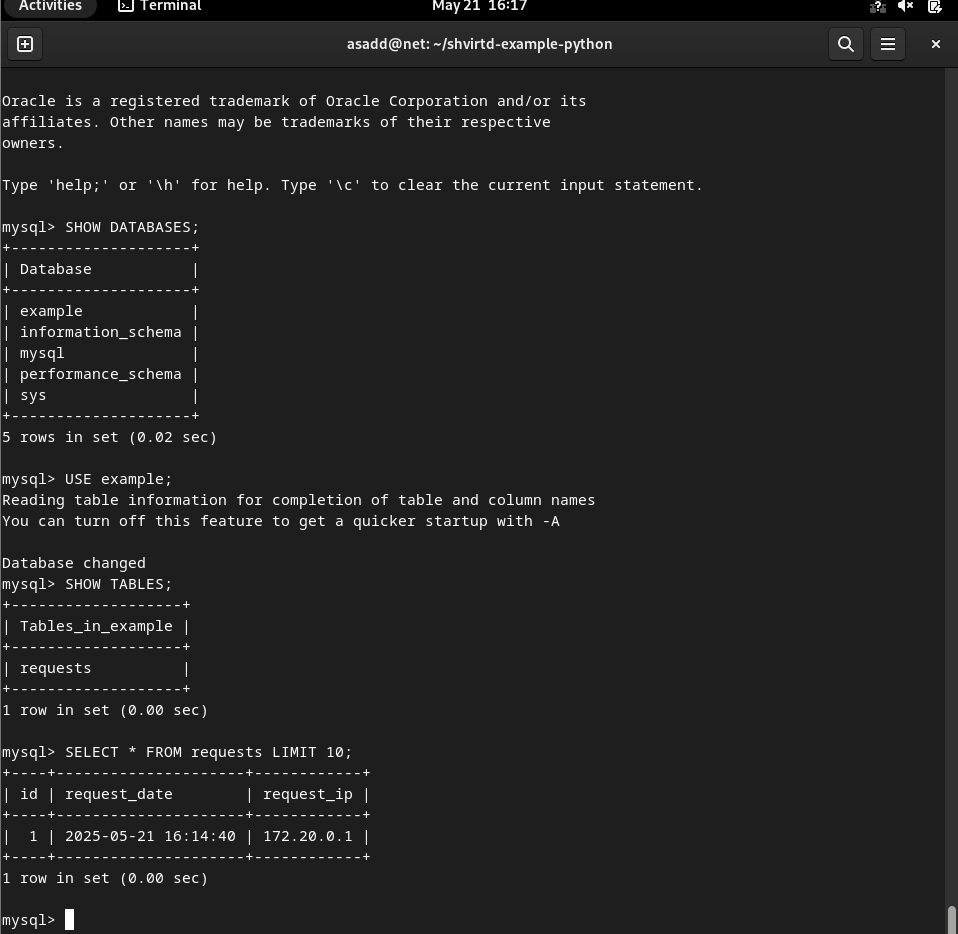 Activities Terminal May 21 16:17
asadd@net: ~/shvirtd-example-python
Oracle is a registered trademark of Oracle Corporation and/or its
affiliates. Other names may be trademarks of their respective
owners.
Type 'help;' or '\h' for help. Type '\c' to clear the current input statement.
mysql> SHOW DATABASES;
+--------------------+
| Database           |
+--------------------+
| example            |
| information_schema |
| mysql              |
| performance_schema |
| sys                |
+--------------------+
5 rows in set (0.02 sec)
mysql> USE example;
Reading table information for completion of table and column names
You can turn off this feature to get a quicker startup with -A
Database changed
mysql> SHOW TABLES;
+-------------------+
| Tables_in_example |
+-------------------+
| requests          |
+-------------------+
1 row in set (0.00 sec)
mysql> SELECT * FROM requests LIMIT 10;
+----+---------------------+------------+
| id | request_date        | request_ip |
+----+---------------------+------------+
|  1 | 2025-05-21 16:14:40 | 172.20.0.1 |
+----+---------------------+------------+
1 row in set (0.00 sec)
mysql>